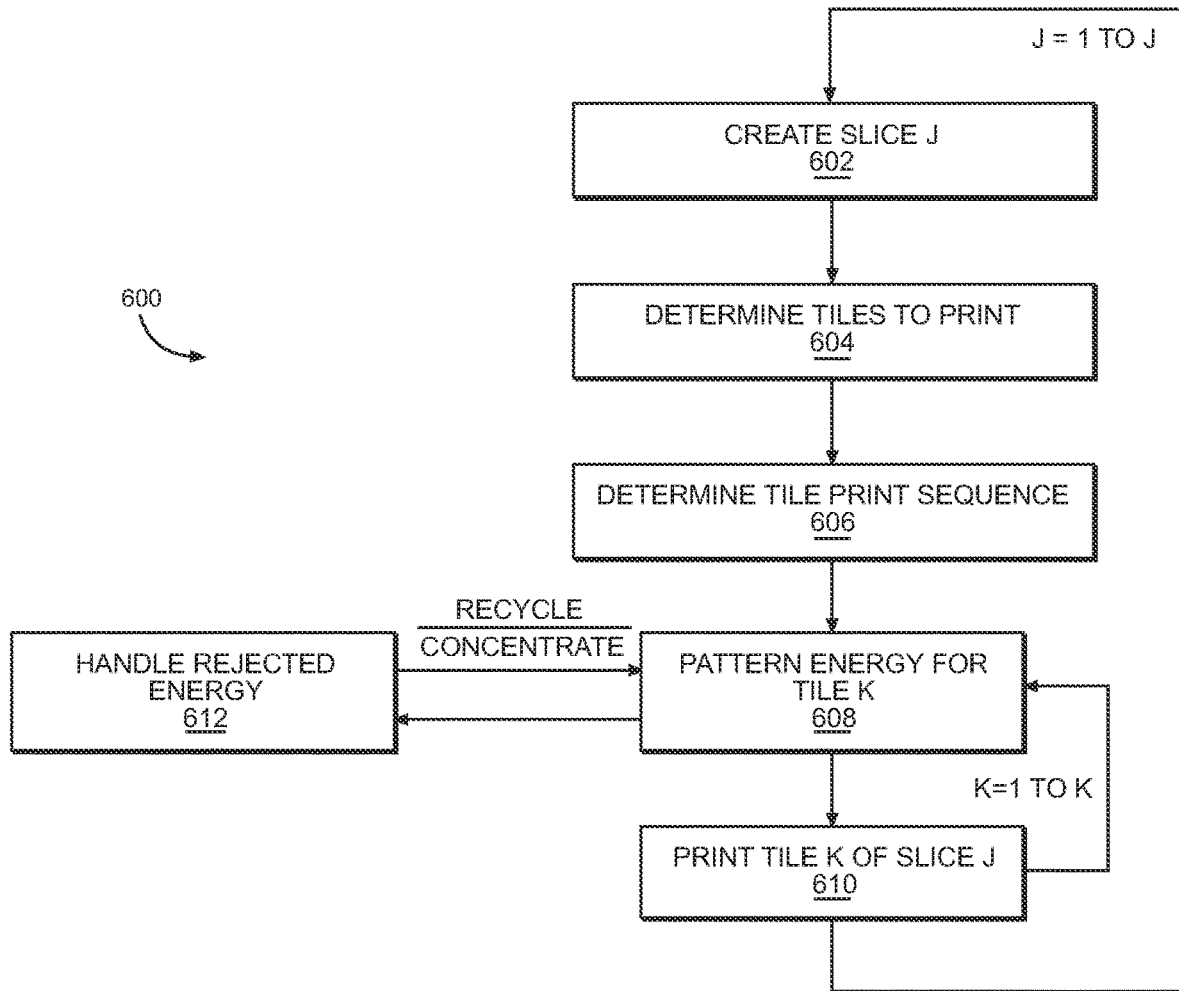 J = 1 TO J
CREATE SLICE J
602
600
DETERMINE TILES TO PRINT
604
DETERMINE TILE PRINT SEQUENCE
606
RECYCLE
CONCENTRATE
HANDLE REJECTED
ENERGY
612
PATTERN ENERGY FOR
TILE K
608
K=1 TO K
PRINT TILE K OF SLICE J
610